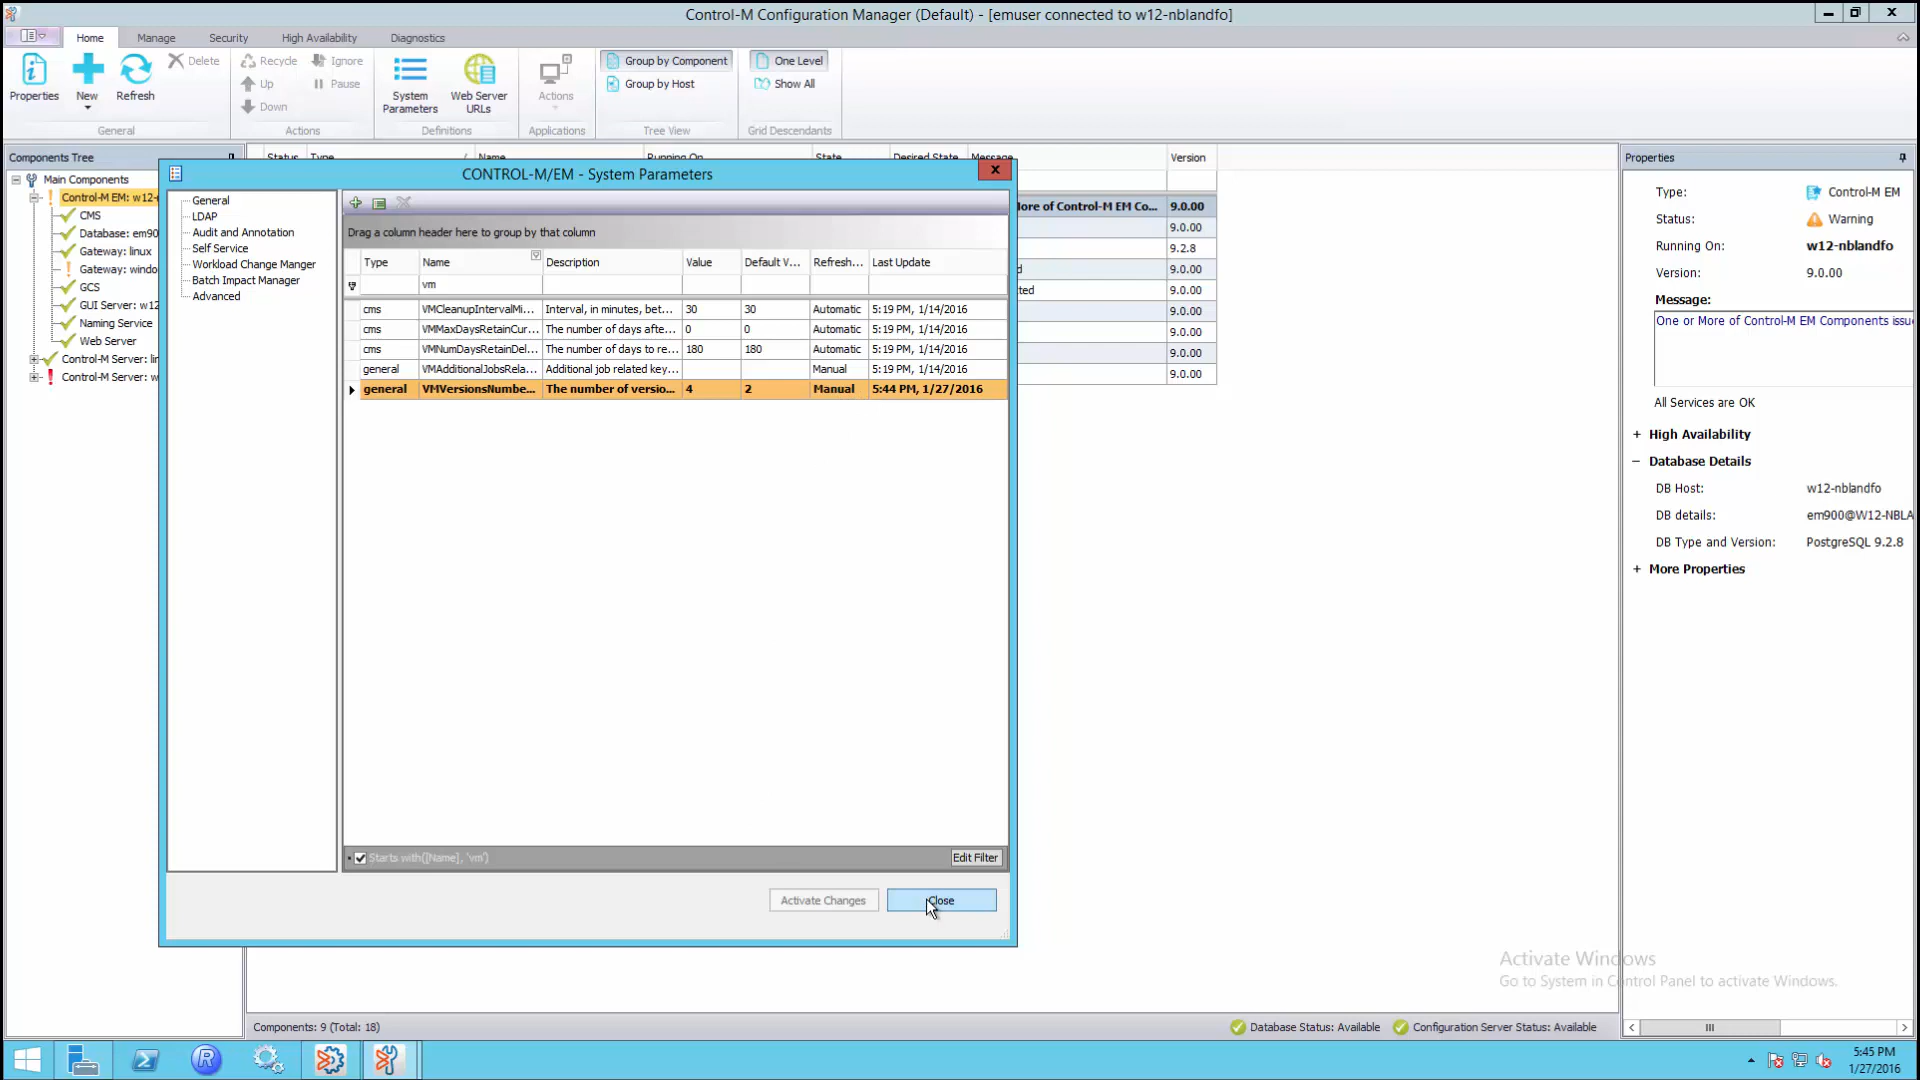 Control-M Configuration Manager (Default) - [emuser connected to w12-nblandfo]
Home Manage Security High Availability Diagnostics
Properties New Refresh Delete
General
Recycle Ignore
Up Pause
Down
Actions
System Parameters Web Server URLs
Definitions
Actions
Applications
Group by Component
Group by Host
Tree View
One Level
Show All
Grid Descendants
Components Tree
Main Components
Control-M EM: w12-
CMS
Database: em90
Gateway: linux
Gateway: windo
GCS
GUI Server: w12
Naming Service
Web Server
Control-M Server: lin
Control-M Server: w
Status Type Name Running On State Desired State Message Version
lore of Control-M EM Co... 9.0.00
9.0.00
9.2.8
d 9.0.00
ted 9.0.00
9.0.00
9.0.00
9.0.00
9.0.00
CONTROL-M/EM - System Parameters
General
LDAP
Audit and Annotation
Self Service
Workload Change Manger
Batch Impact Manager
Advanced
Drag a column header here to group by that column
Type Name Description Value Default V... Refresh... Last Update
vm
cms VMCleanupIntervalMi... Interval, in minutes, bet... 30 30 Automatic 5:19 PM, 1/14/2016
cms VMMaxDaysRetainCur... The number of days afte... 0 0 Automatic 5:19 PM, 1/14/2016
cms VMNumDaysRetainDel... The number of days to re... 180 180 Automatic 5:19 PM, 1/14/2016
general VMAdditionalJobsRela... Additional job related key... Manual 5:19 PM, 1/14/2016
general VMVersionsNumbe... The number of versio... 4 2 Manual 5:44 PM, 1/27/2016
Starts with([Name], 'vm') Edit Filter
Activate Changes Close
Properties
Type: Control-M EM
Status: Warning
Running On: w12-nblandfo
Version: 9.0.00
Message:
One or More of Control-M EM Components issu
All Services are OK
+ High Availability
− Database Details
DB Host: w12-nblandfo
DB details: em900@W12-NBLA
DB Type and Version: PostgreSQL 9.2.8
+ More Properties
Activate Windows
Go to System in Control Panel to activate Windows.
Components: 9 (Total: 18) Database Status: Available Configuration Server Status: Available
5:45 PM
1/27/2016